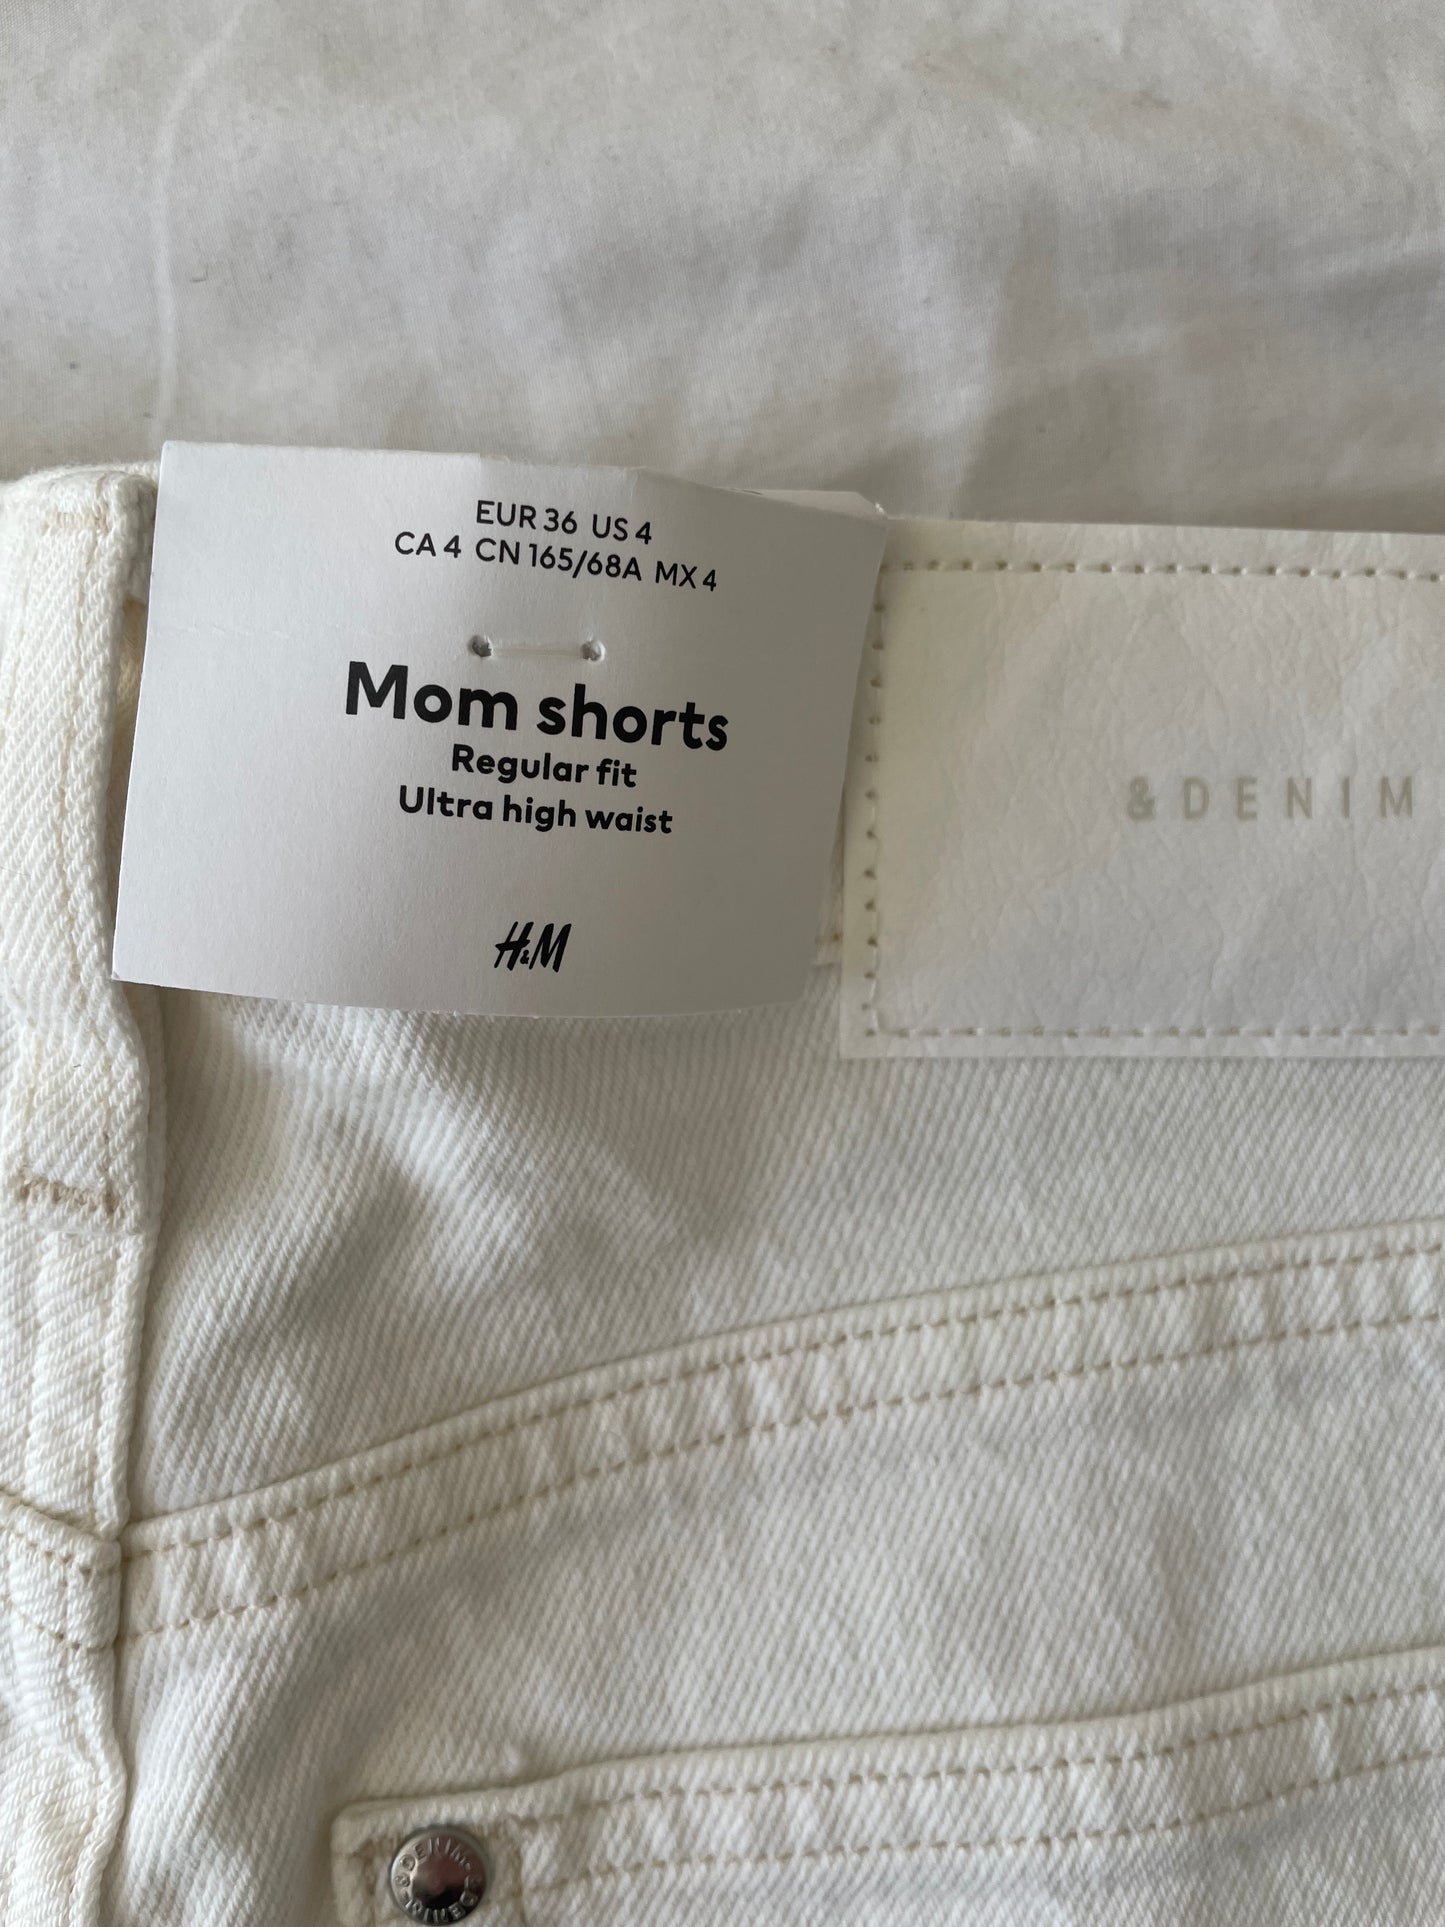 EUR 36 US 4
CA 4 CN 165/68A MX 4
Mom shorts
Regular fit
Ultra high waist
H&M
&DENIM
DENIM